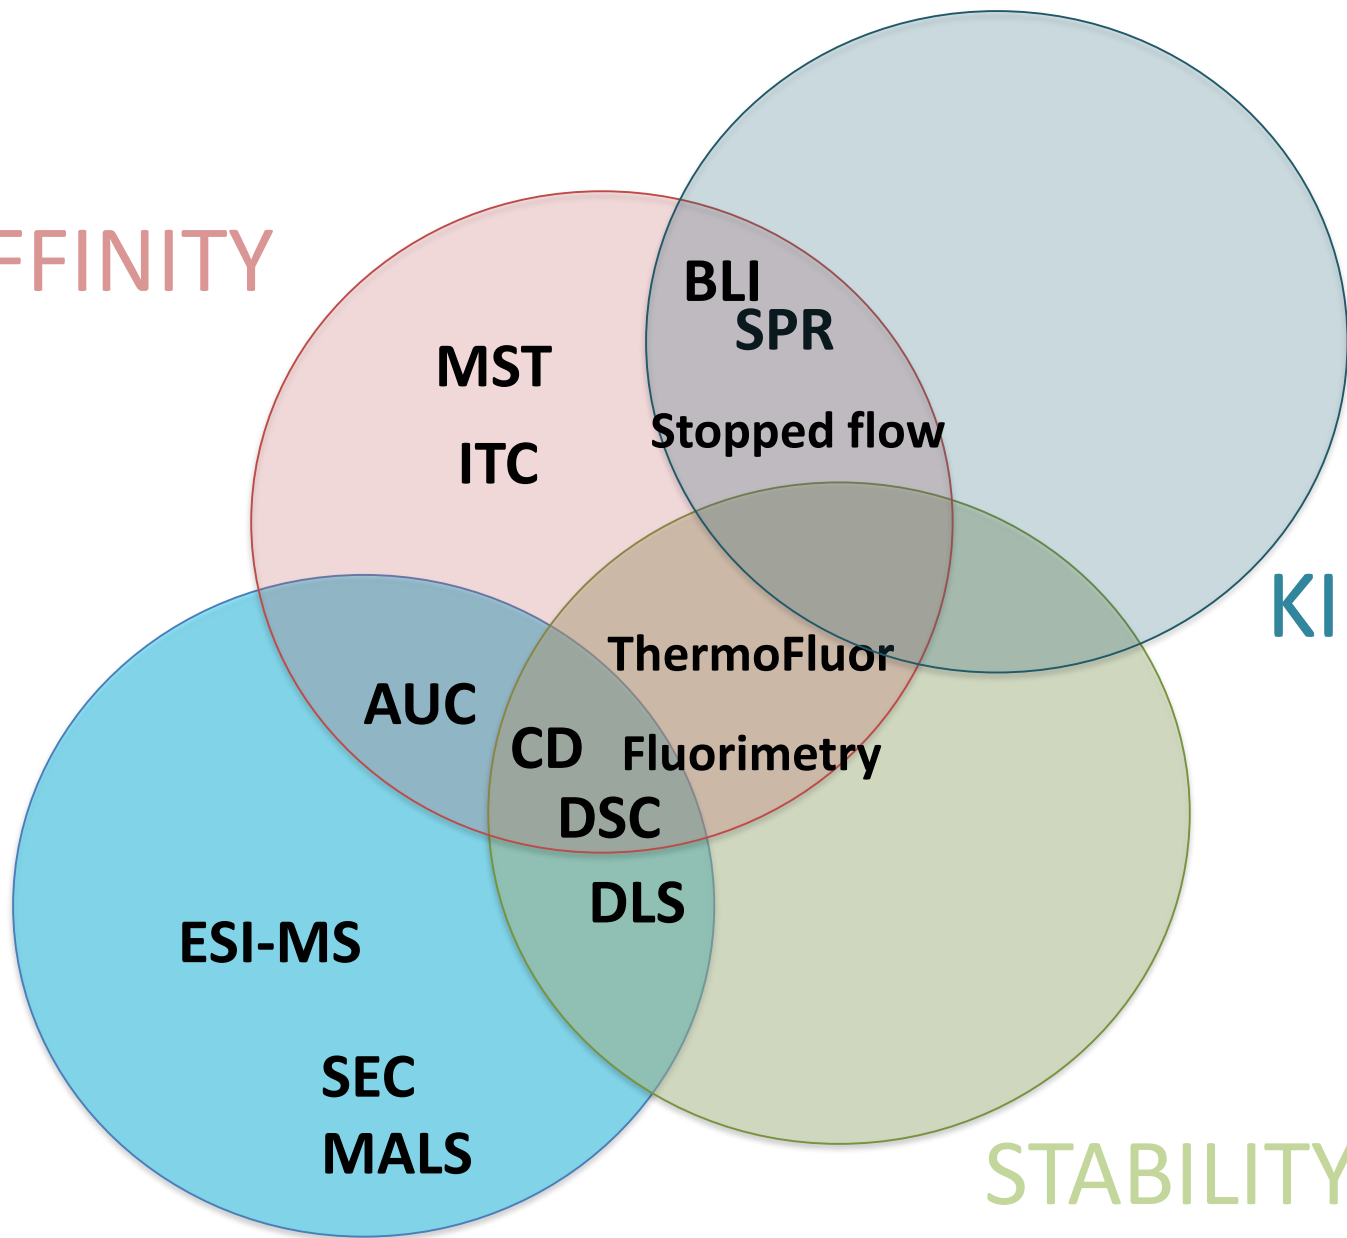 FFINITY
BLI
SPR
MST
Stopped flow
ITC
KI
ThermoFluor
AUC
CD
Fluorimetry
DSC
DLS
ESI-MS
SEC
MALS
STABILITY